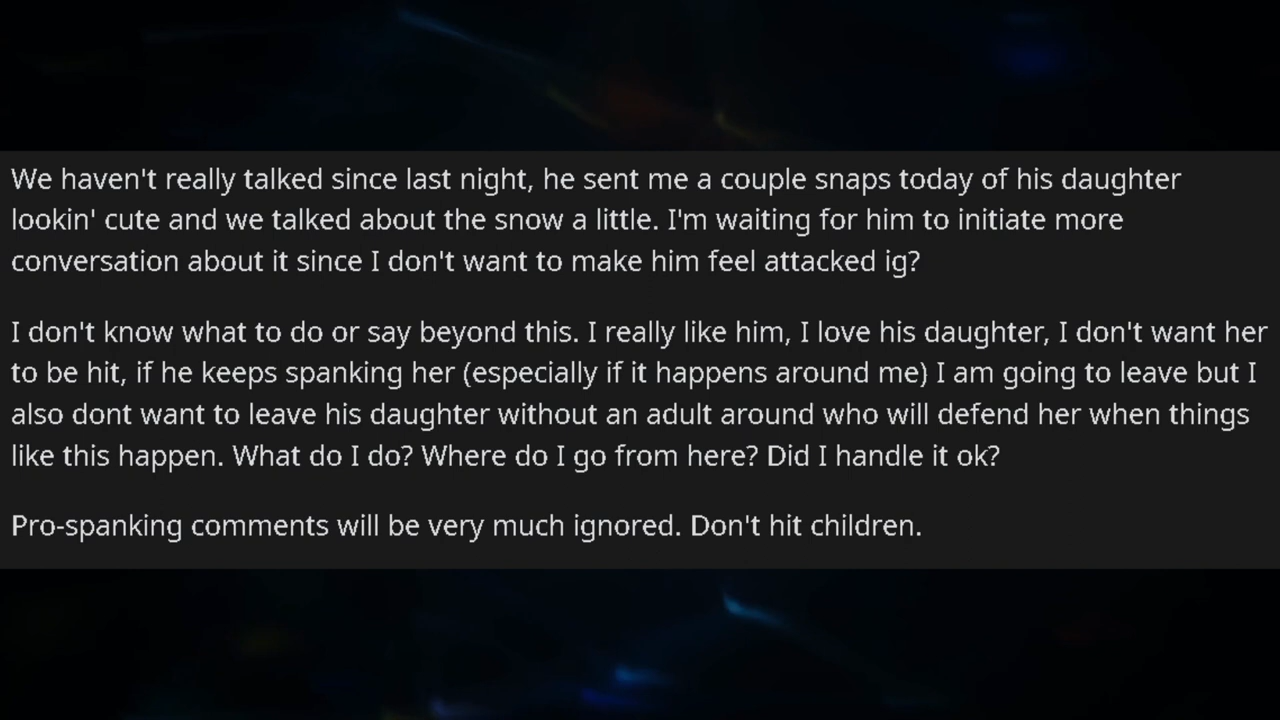 We haven't really talked since last night, he sent me a couple snaps today of his daughter
lookin' cute and we talked about the snow a little. I'm waiting for him to initiate more
conversation about it since I don't want to make him feel attacked ig?
I don't know what to do or say beyond this. I really like him, I love his daughter, I don't want her
to be hit, if he keeps spanking her (especially if it happens around me) I am going to leave but I
also dont want to leave his daughter without an adult around who will defend her when things
like this happen. What do I do? Where do I go from here? Did I handle it ok?
Pro-spanking comments will be very much ignored. Don't hit children.